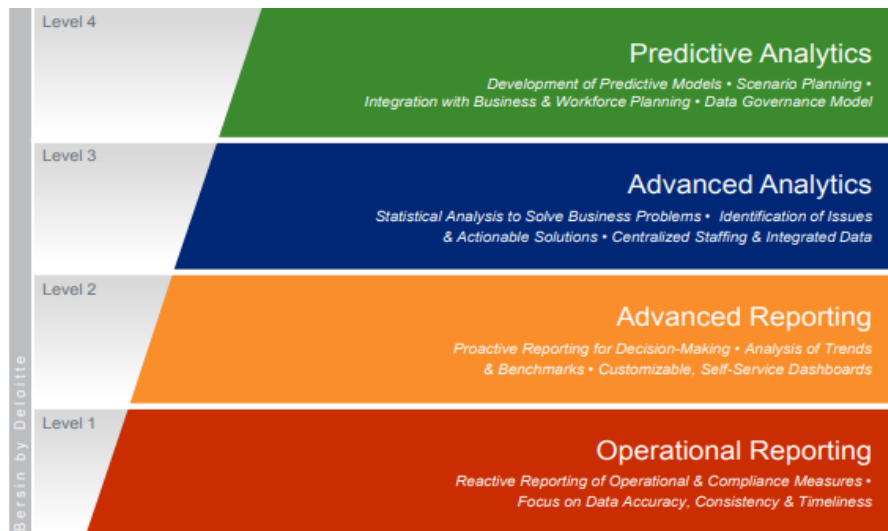 Level 4
Predictive Analytics
Development of Predictive Models • Scenario Planning •
Integration with Business & Workforce Planning • Data Governance Model
Level 3
Advanced Analytics
Statistical Analysis to Solve Business Problems • Identification of Issues
& Actionable Solutions • Centralized Staffing & Integrated Data
Level 2
Advanced Reporting
Proactive Reporting for Decision-Making • Analysis of Trends
& Benchmarks • Customizable, Self-Service Dashboards
Level 1
Operational Reporting
Reactive Reporting of Operational & Compliance Measures •
Focus on Data Accuracy, Consistency & Timeliness
Bersin by Deloitte